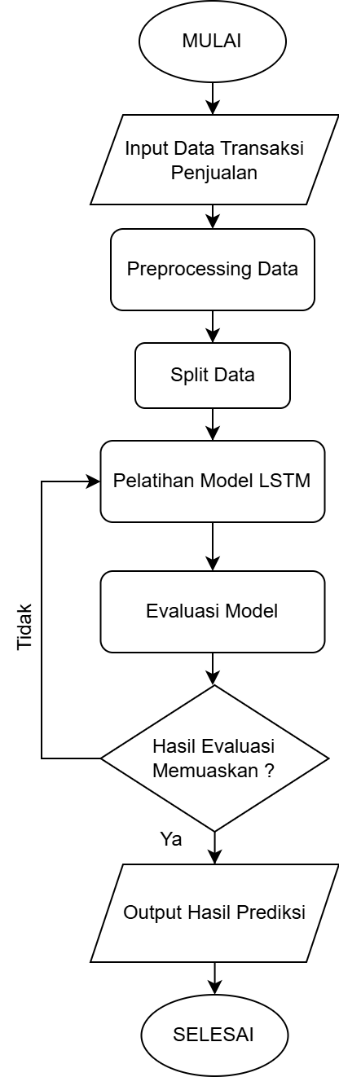 MULAI
Input Data Transaksi
Penjualan
Preprocessing Data
Split Data
Pelatihan Model LSTM
Evaluasi Model
Tidak
Hasil Evaluasi
Memuaskan ?
Ya
Output Hasil Prediksi
SELESAI